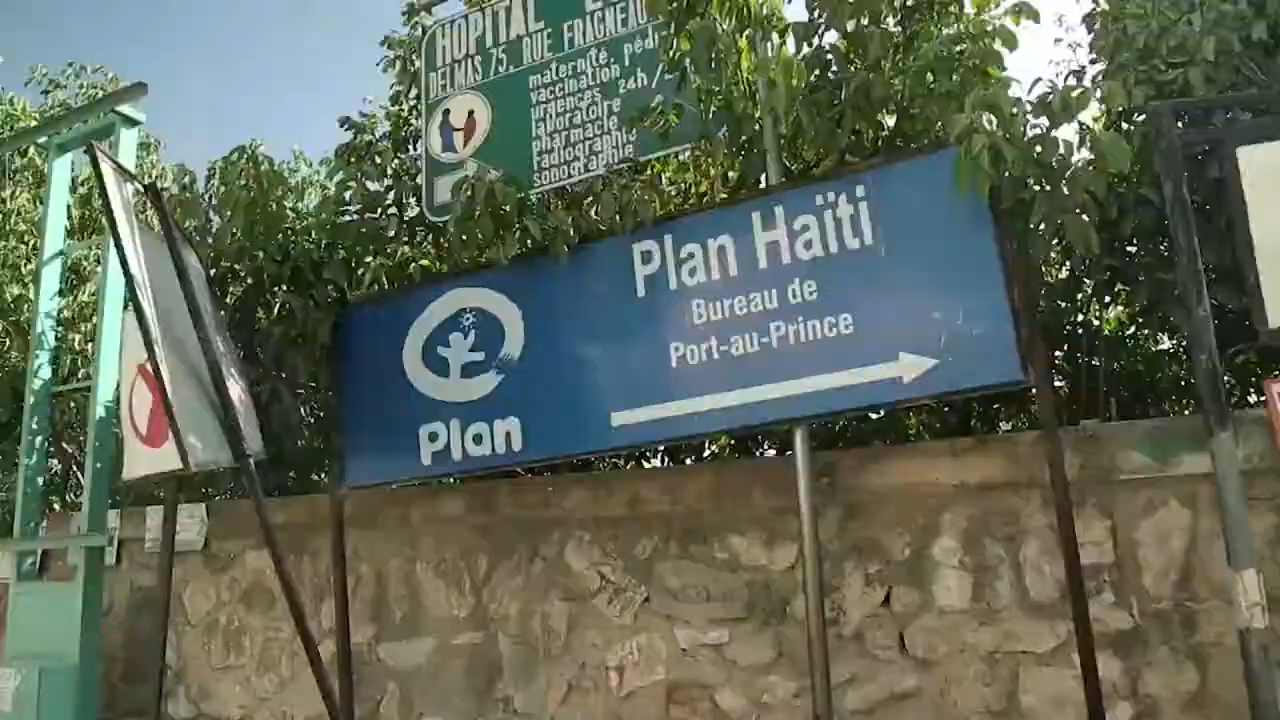 HOPITAL
DELMAS 75, RUE FRAGNEAU
maternité, pédi
vaccination
urgences 24h/
laboratoire
pharmacie
radiographie
sonographie
Plan Haïti
Bureau de
Port-au-Prince
Plan